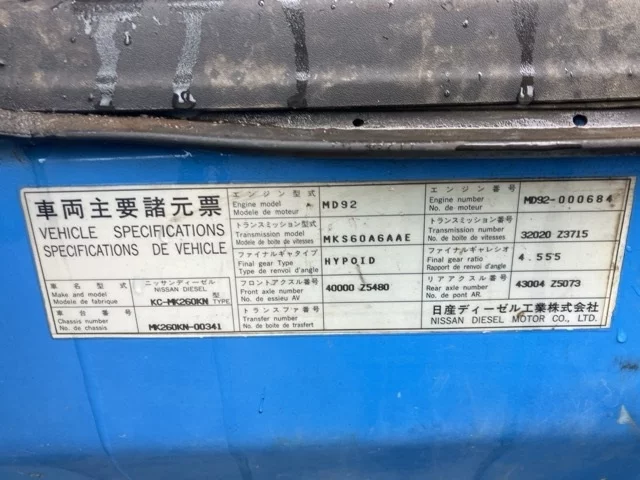 車両主要諸元票
VEHICLE SPECIFICATIONS
SPECIFICATIONS DE VEHICLE
車名
Make and model
Modele de fabrique
ニッサンディーゼル
NISSAN DIESEL
KC-MK260KN 型 TYPE
車台番号
Chassis number
No. de chassis
MK260KN-00341
エンジン型式
Engine model
Modele de moteur
MD92
エンジン番号
Engine number
No. de moteur
MD92-000684
トランスミッション型式
Transmission model
Modele de boite de vitesses
MKS60A6AAE
トランスミッション番号
Transmission number
No. de boite de vitesses
32020 Z3715
ファイナルギヤタイプ
Final gear Type
Type de renvoi d'angle
HYPOID
ファイナルギャレシオ
Final gear ratio
Rapport de renvoi d'angle
4.555
フロントアクスル番号
Front axle number
No. de essieu AV
40000 Z5480
リアアクスル番号
Rear axle number
No. de pont AR.
43004 Z5073
トランスファ番号
Transfer number
No. de boite de trasfert
日産ディーゼル工業株式会社
NISSAN DIESEL MOTOR CO., LTD.